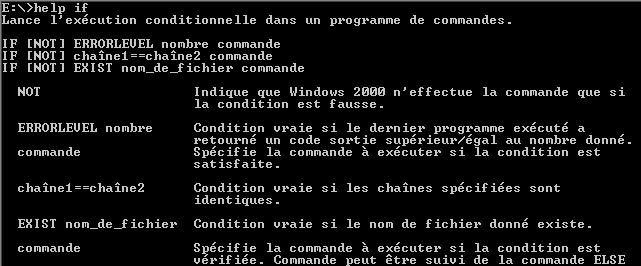 E:\>help if
Lance l'exécution conditionnelle dans un programme de commandes.
IF [NOT] ERRORLEVEL nombre commande
IF [NOT] chaîne1==chaîne2 commande
IF [NOT] EXIST nom_de_fichier commande
NOT Indique que Windows 2000 n'effectue la commande que si
la condition est fausse.
ERRORLEVEL nombre Condition vraie si le dernier programme exécuté a
retourné un code sortie supérieur/égal au nombre donné.
commande Spécifie la commande à exécuter si la condition est
satisfaite.
chaîne1==chaîne2 Condition vraie si les chaînes spécifiées sont
identiques.
EXIST nom_de_fichier Condition vraie si le nom de fichier donné existe.
commande Spécifie la commande à exécuter si la condition est
vérifiée. Commande peut être suivi de la commande ELSE